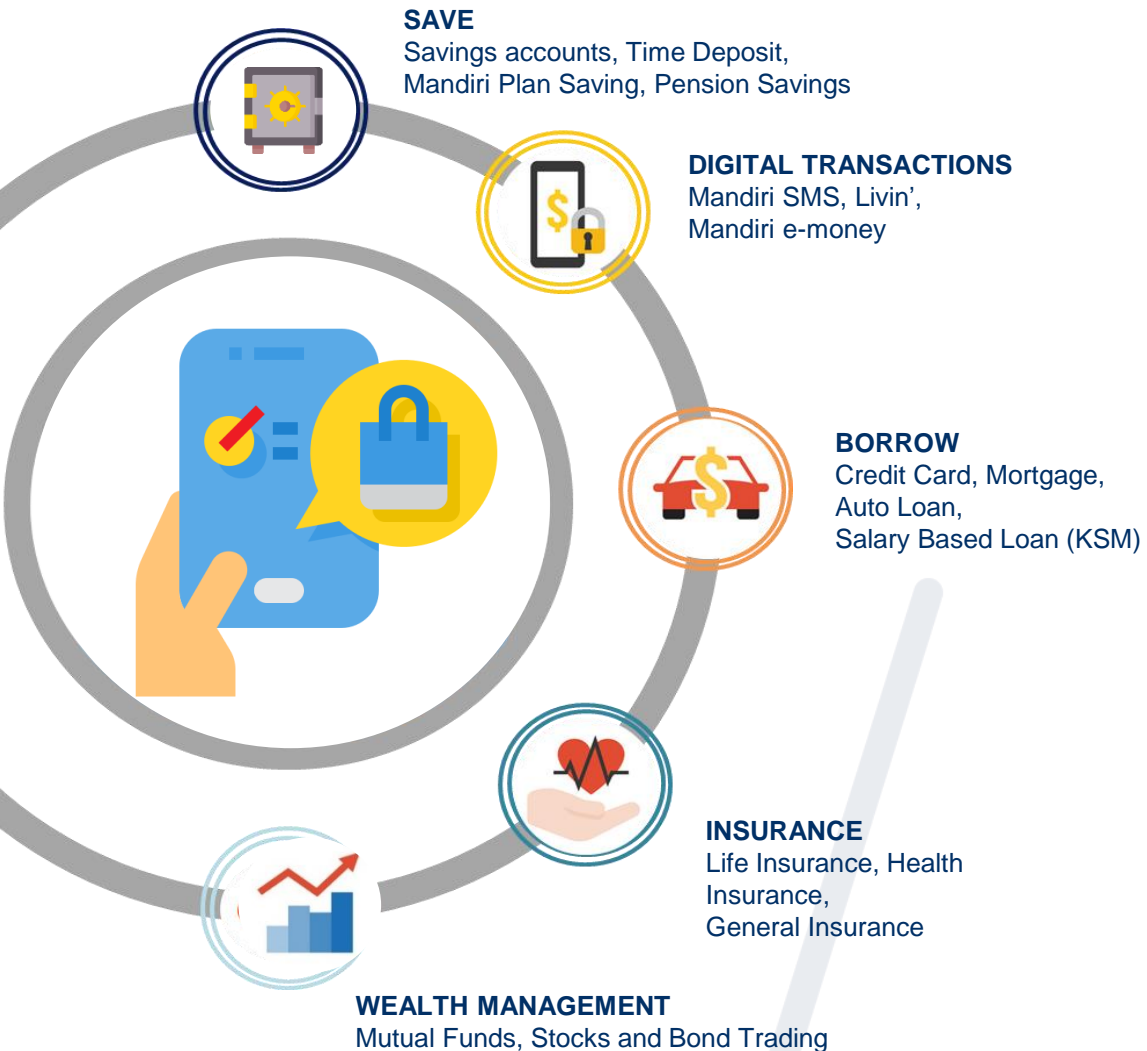 SAVE
Savings accounts, Time Deposit,
Mandiri Plan Saving, Pension Savings
DIGITAL TRANSACTIONS
Mandiri SMS, Livin’,
Mandiri e-money
BORROW
Credit Card, Mortgage,
Auto Loan,
Salary Based Loan (KSM)
INSURANCE
Life Insurance, Health
Insurance,
General Insurance
WEALTH MANAGEMENT
Mutual Funds, Stocks and Bond Trading